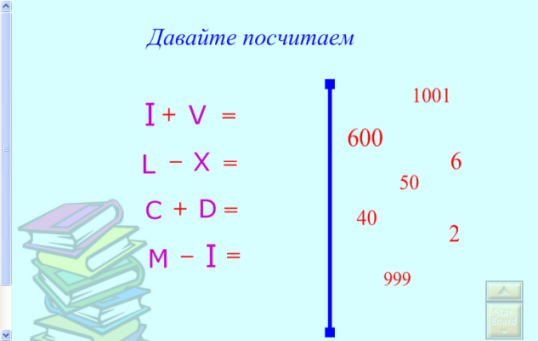 Давайте посчитаем
I + V =
L − X =
C + D =
M − I =
1001
600
6
50
40
2
999